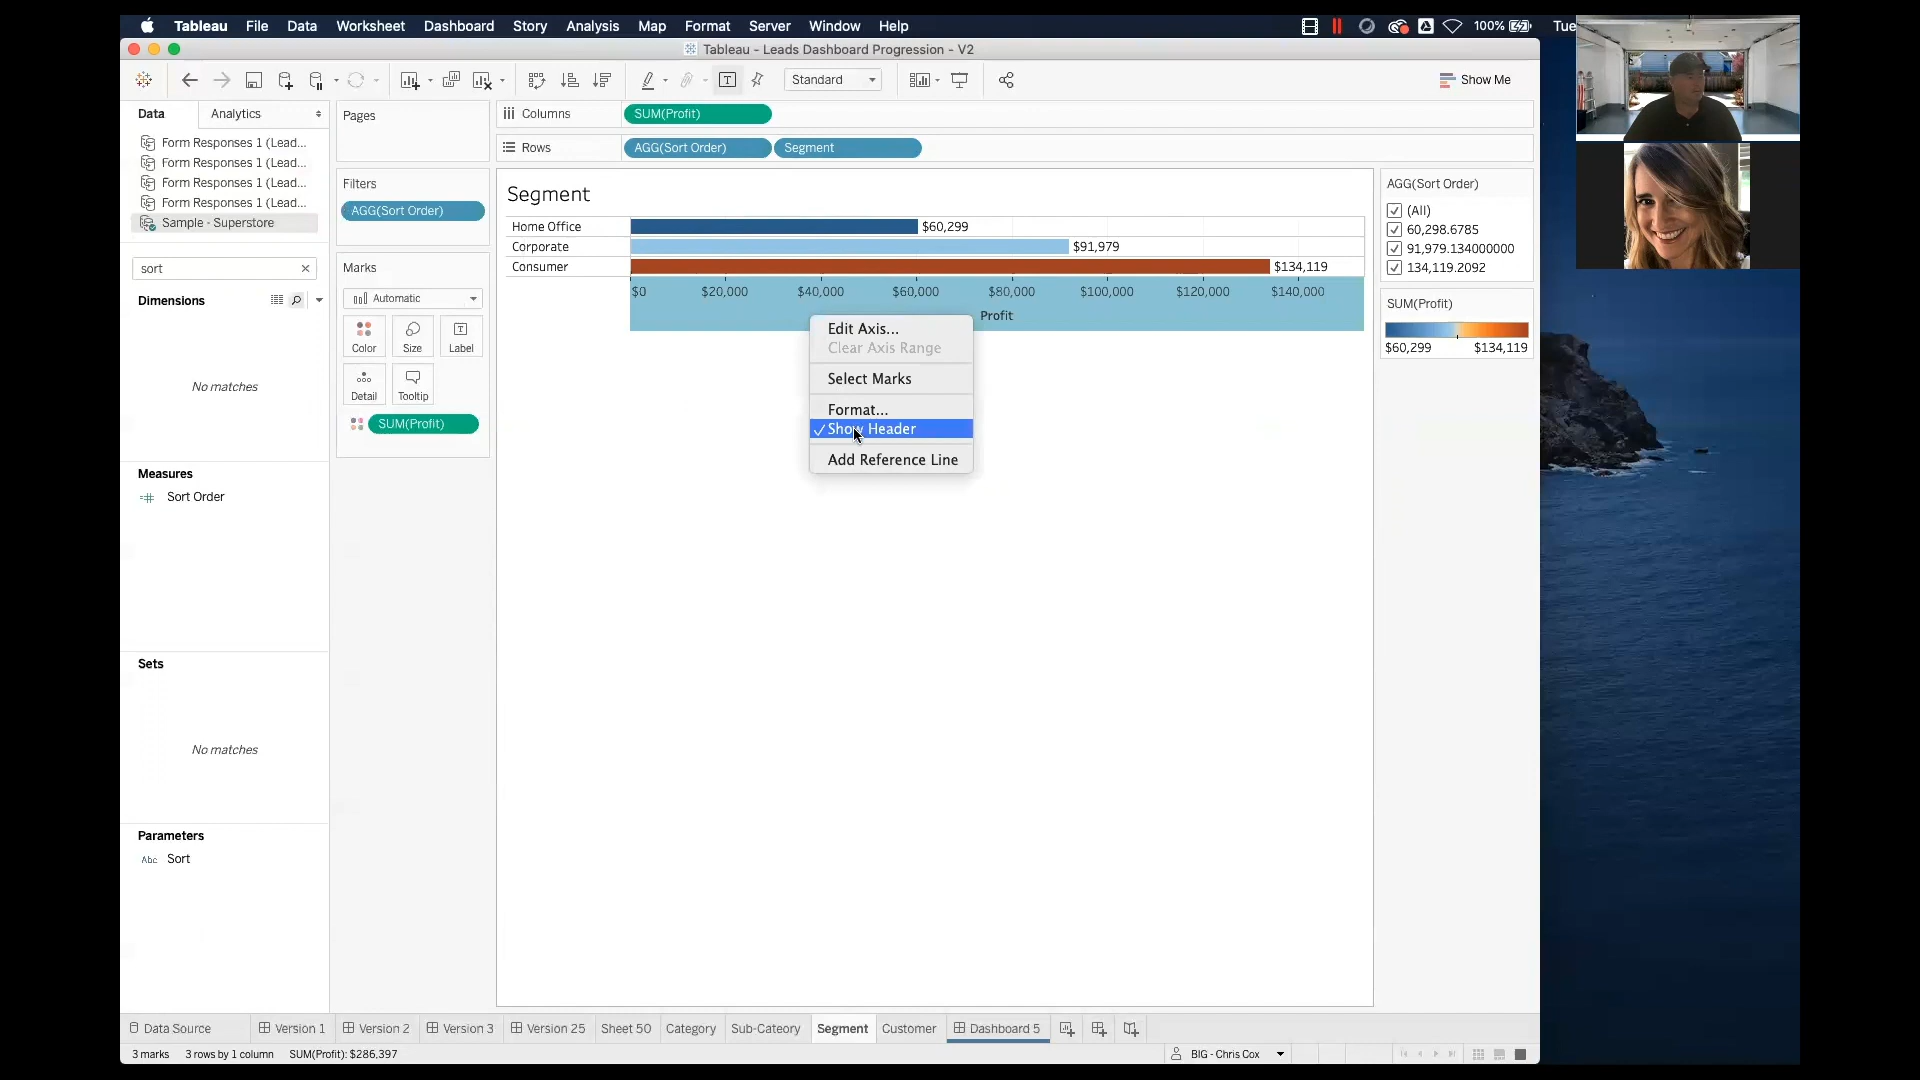 Tableau File Data Worksheet Dashboard Story Analysis Map Format Server Window Help 100% Tue
Tableau - Leads Dashboard Progression - V2
Standard Show Me
Data Analytics
Form Responses 1 (Lead...
Form Responses 1 (Lead...
Form Responses 1 (Lead...
Form Responses 1 (Lead...
Sample - Superstore
sort
Dimensions
No matches
Measures
Sort Order
Sets
No matches
Parameters
Abc Sort
Pages
Filters
AGG(Sort Order)
Marks
Automatic
Color Size Label
Detail Tooltip
SUM(Profit)
Columns SUM(Profit)
Rows AGG(Sort Order) Segment
Segment
Home Office $60,299
Corporate $91,979
Consumer $134,119
$0 $20,000 $40,000 $60,000 $80,000 $100,000 $120,000 $140,000
Profit
Edit Axis...
Clear Axis Range
Select Marks
Format...
✓Show Header
Add Reference Line
AGG(Sort Order)
(All)
60,298.6785
91,979.134000000
134,119.2092
SUM(Profit)
$60,299 $134,119
Data Source Version 1 Version 2 Version 3 Version 25 Sheet 50 Category Sub-Cateory Segment Customer Dashboard 5
3 marks 3 rows by 1 column SUM(Profit): $286,397 BIG - Chris Cox